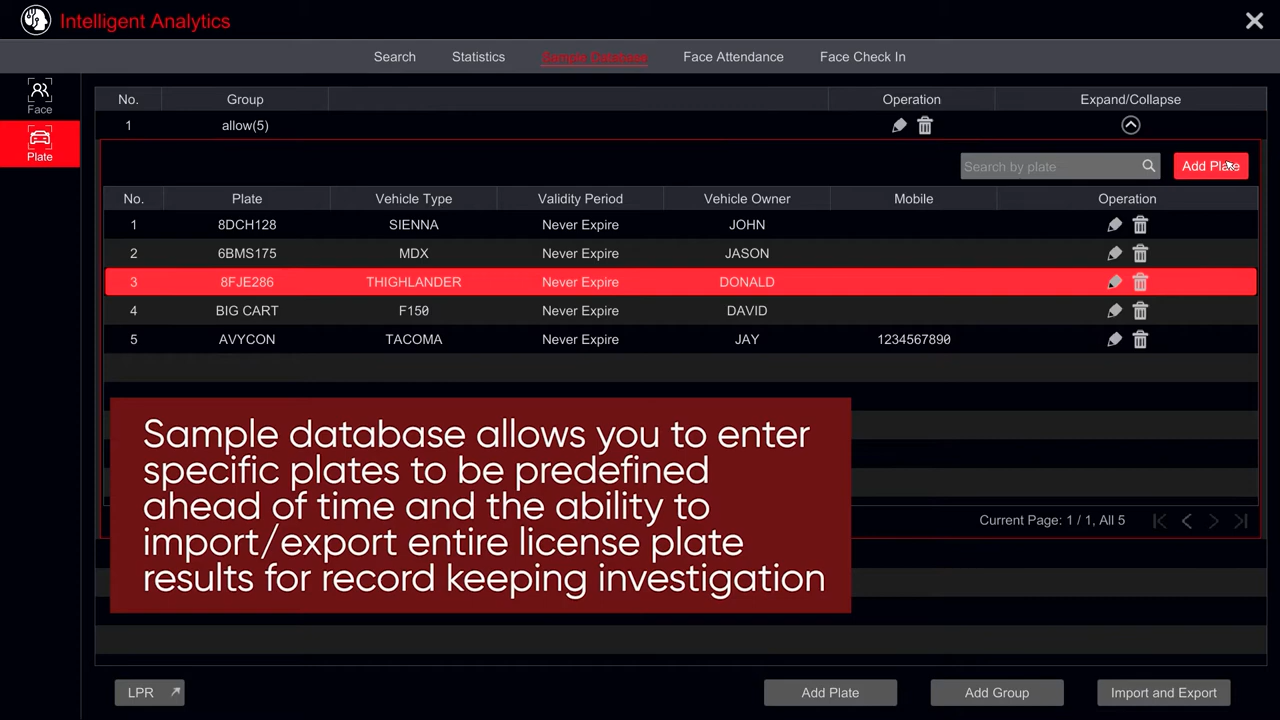 Intelligent Analytics
Search Statistics Sample Database Face Attendance Face Check In
Face
Plate
No. Group Operation Expand/Collapse
1 allow(5)
Search by plate Add Plate
No. Plate Vehicle Type Validity Period Vehicle Owner Mobile Operation
1 8DCH128 SIENNA Never Expire JOHN
2 6BMS175 MDX Never Expire JASON
3 8FJE286 THIGHLANDER Never Expire DONALD
4 BIG CART F150 Never Expire DAVID
5 AVYCON TACOMA Never Expire JAY 1234567890
Sample database allows you to enter
specific plates to be predefined
ahead of time and the ability to
import/export entire license plate
results for record keeping investigation
Current Page: 1 / 1, All 5
LPR Add Plate Add Group Import and Export